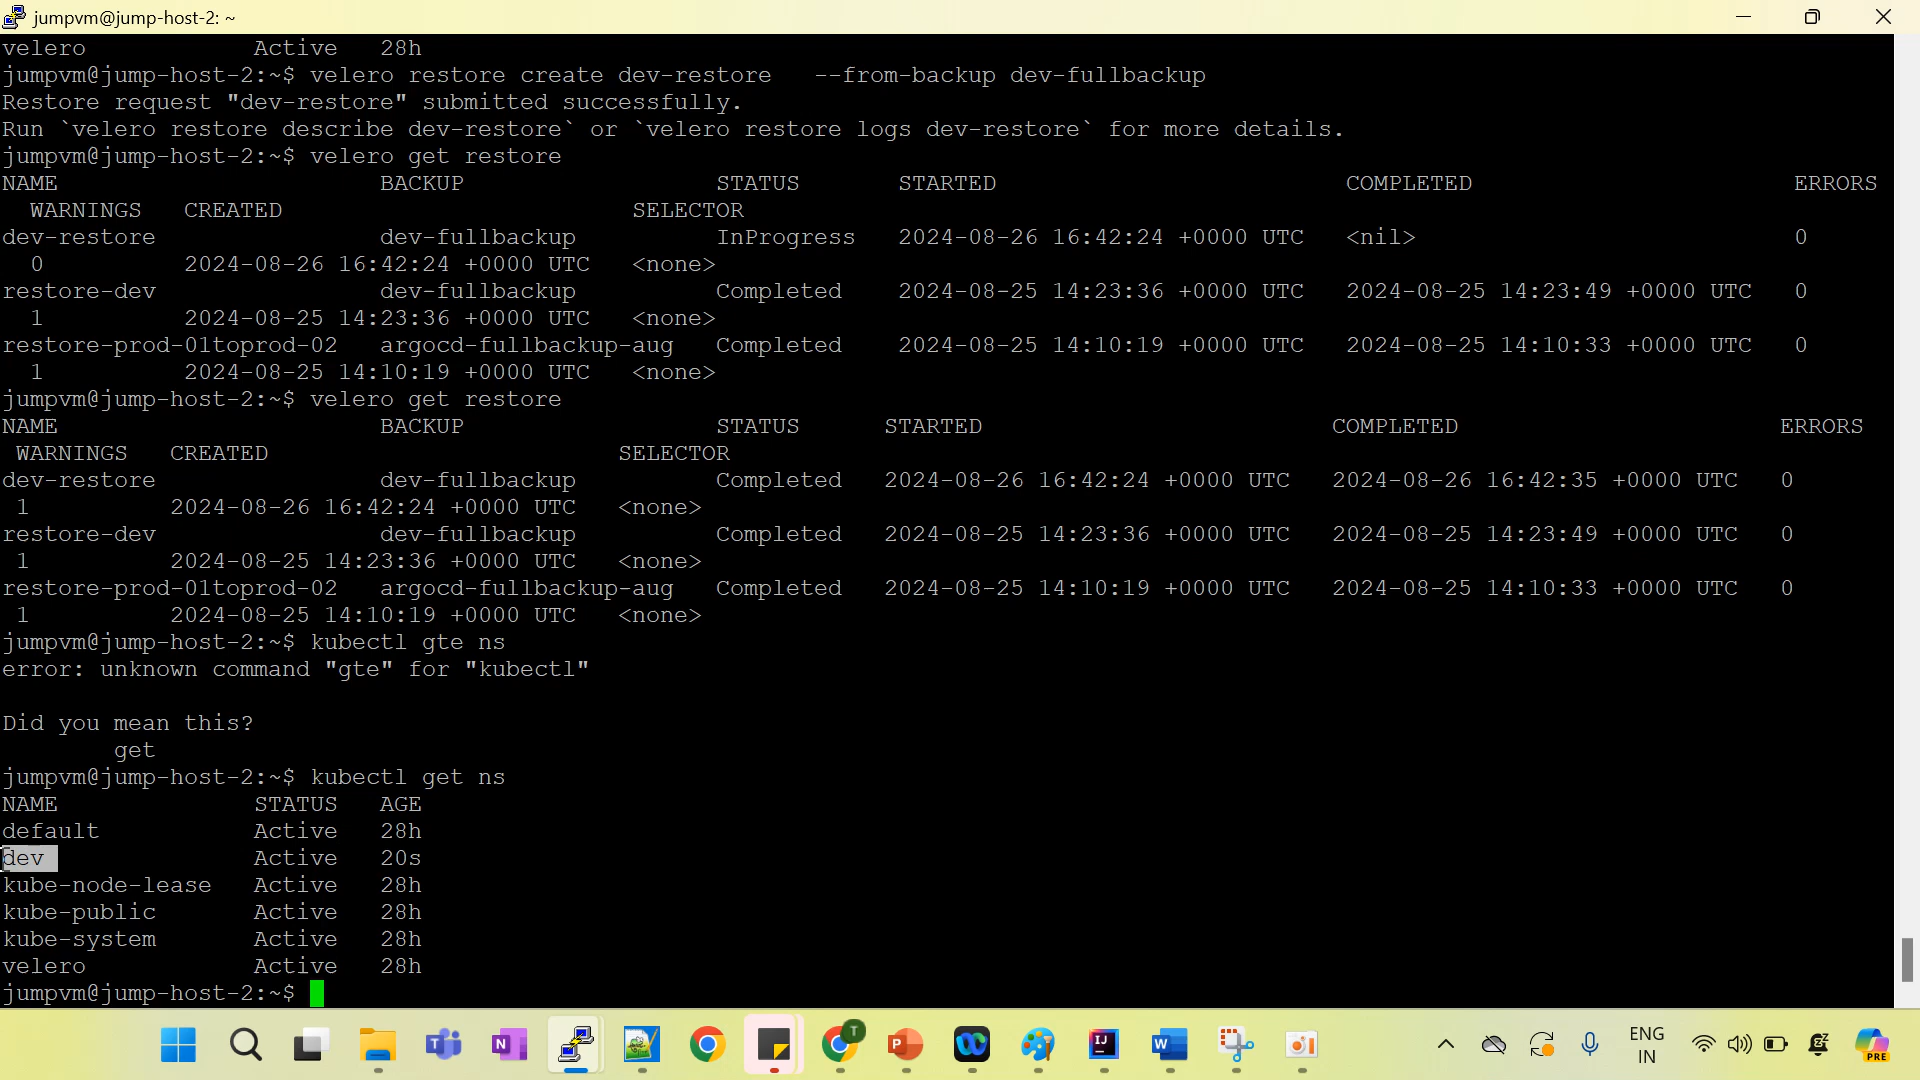 jumpvm@jump-host-2: ~
velero            Active   28h
jumpvm@jump-host-2:~$ velero restore create dev-restore   --from-backup dev-fullbackup
Restore request "dev-restore" submitted successfully.
Run `velero restore describe dev-restore` or `velero restore logs dev-restore` for more details.
jumpvm@jump-host-2:~$ velero get restore
NAME                       BACKUP                  STATUS       STARTED                         COMPLETED                       ERRORS
  WARNINGS   CREATED                         SELECTOR
dev-restore                dev-fullbackup          InProgress   2024-08-26 16:42:24 +0000 UTC   <nil>                           0
  0          2024-08-26 16:42:24 +0000 UTC   <none>
restore-dev                dev-fullbackup          Completed    2024-08-25 14:23:36 +0000 UTC   2024-08-25 14:23:49 +0000 UTC   0
  1          2024-08-25 14:23:36 +0000 UTC   <none>
restore-prod-01toprod-02   argocd-fullbackup-aug   Completed    2024-08-25 14:10:19 +0000 UTC   2024-08-25 14:10:33 +0000 UTC   0
  1          2024-08-25 14:10:19 +0000 UTC   <none>
jumpvm@jump-host-2:~$ velero get restore
NAME                       BACKUP                  STATUS      STARTED                         COMPLETED                       ERRORS
 WARNINGS   CREATED                         SELECTOR
dev-restore                dev-fullbackup          Completed   2024-08-26 16:42:24 +0000 UTC   2024-08-26 16:42:35 +0000 UTC   0
 1          2024-08-26 16:42:24 +0000 UTC   <none>
restore-dev                dev-fullbackup          Completed   2024-08-25 14:23:36 +0000 UTC   2024-08-25 14:23:49 +0000 UTC   0
 1          2024-08-25 14:23:36 +0000 UTC   <none>
restore-prod-01toprod-02   argocd-fullbackup-aug   Completed   2024-08-25 14:10:19 +0000 UTC   2024-08-25 14:10:33 +0000 UTC   0
 1          2024-08-25 14:10:19 +0000 UTC   <none>
jumpvm@jump-host-2:~$ kubectl gte ns
error: unknown command "gte" for "kubectl"
Did you mean this?
        get
jumpvm@jump-host-2:~$ kubectl get ns
NAME              STATUS   AGE
default           Active   28h
dev               Active   20s
kube-node-lease   Active   28h
kube-public       Active   28h
kube-system       Active   28h
velero            Active   28h
jumpvm@jump-host-2:~$
T
N
T
P
IJ
W
ENG
IN
PRE